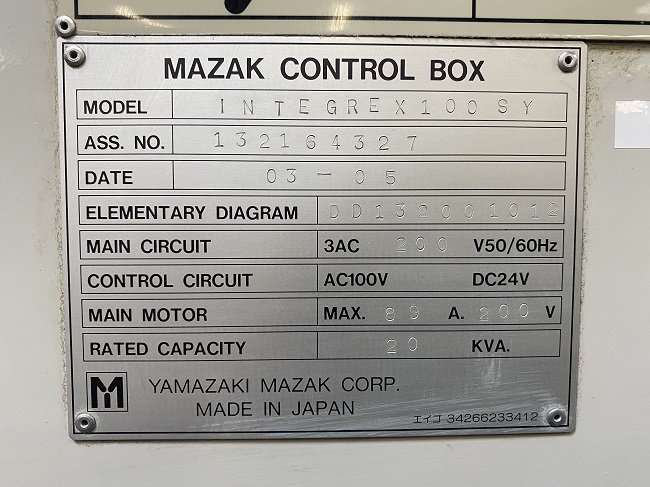 MAZAK CONTROL BOX
MODEL INTEGREX100SY
ASS. NO. 132164327
DATE 03-05
ELEMENTARY DIAGRAM DD132001012
MAIN CIRCUIT 3AC 200 V50/60Hz
CONTROL CIRCUIT AC100V DC24V
MAIN MOTOR MAX. 89 A. 200 V
RATED CAPACITY 20 KVA.
YAMAZAKI MAZAK CORP.
MADE IN JAPAN
エイコ 34266233412